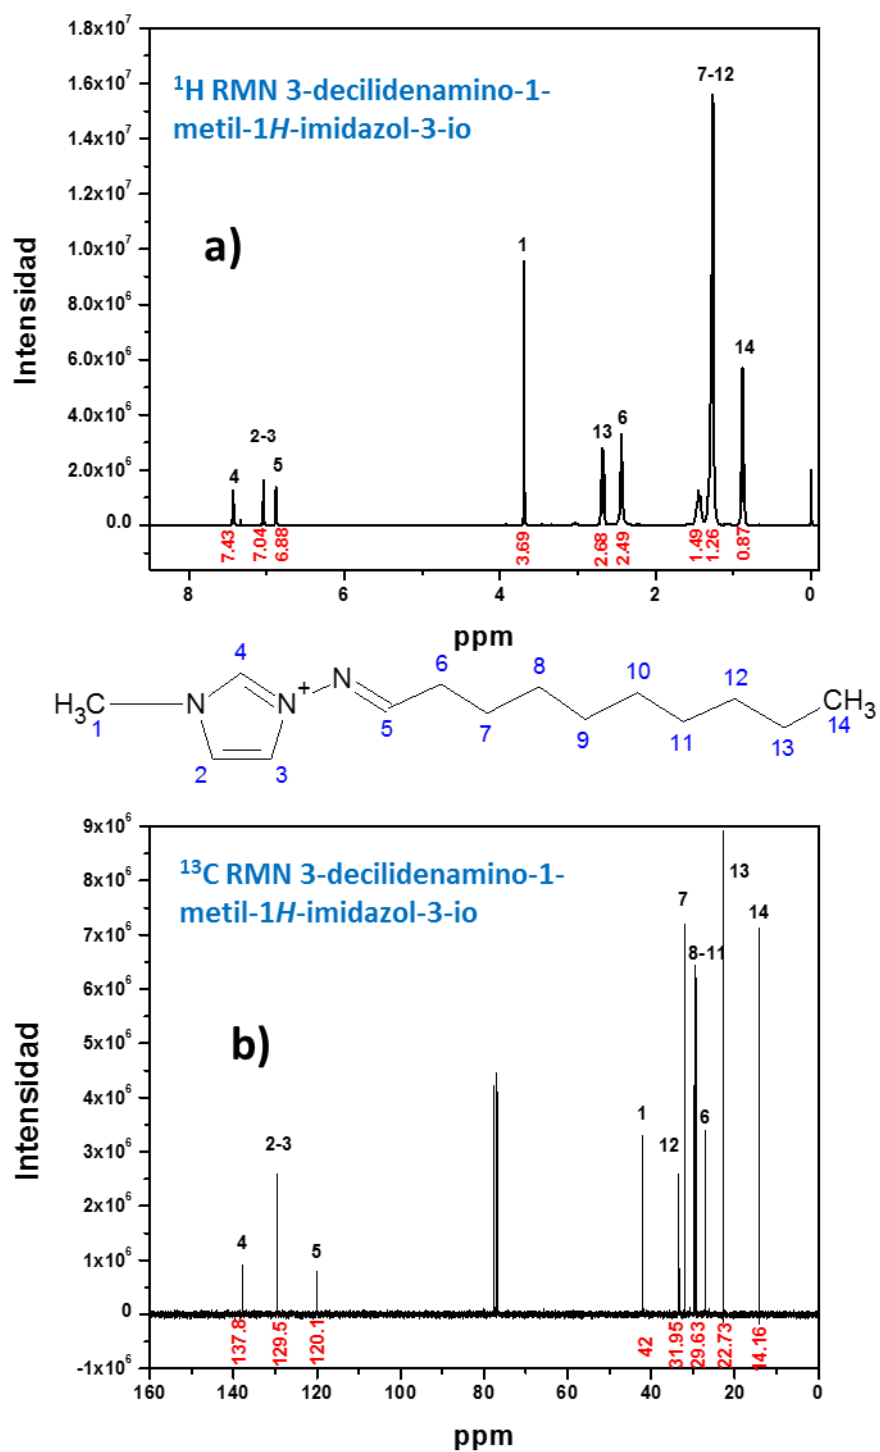 ¹H RMN 3-decilidenamino-1-
metil-1H-imidazol-3-io
a)
Intensidad
1.8x10⁷
1.6x10⁷
1.4x10⁷
1.2x10⁷
1.0x10⁷
8.0x10⁶
6.0x10⁶
4.0x10⁶
2.0x10⁶
0.0
7-12
1
14
13
6
2-3
4
5
7.43
7.04
6.88
3.69
2.68
2.49
1.49
1.26
0.87
8 6 4 2 0
ppm
4
N
6
8
10
12
H₃C
N
N
+
CH₃
1
5
7
9
11
13
14
2
3
¹³C RMN 3-decilidenamino-1-
metil-1H-imidazol-3-io
b)
Intensidad
9x10⁶
8x10⁶
7x10⁶
6x10⁶
5x10⁶
4x10⁶
3x10⁶
2x10⁶
1x10⁶
0
-1x10⁶
13
7
14
8-11
1
6
12
2-3
4
5
137.8
129.5
120.1
42
31.95
29.63
22.73
14.16
160 140 120 100 80 60 40 20 0
ppm